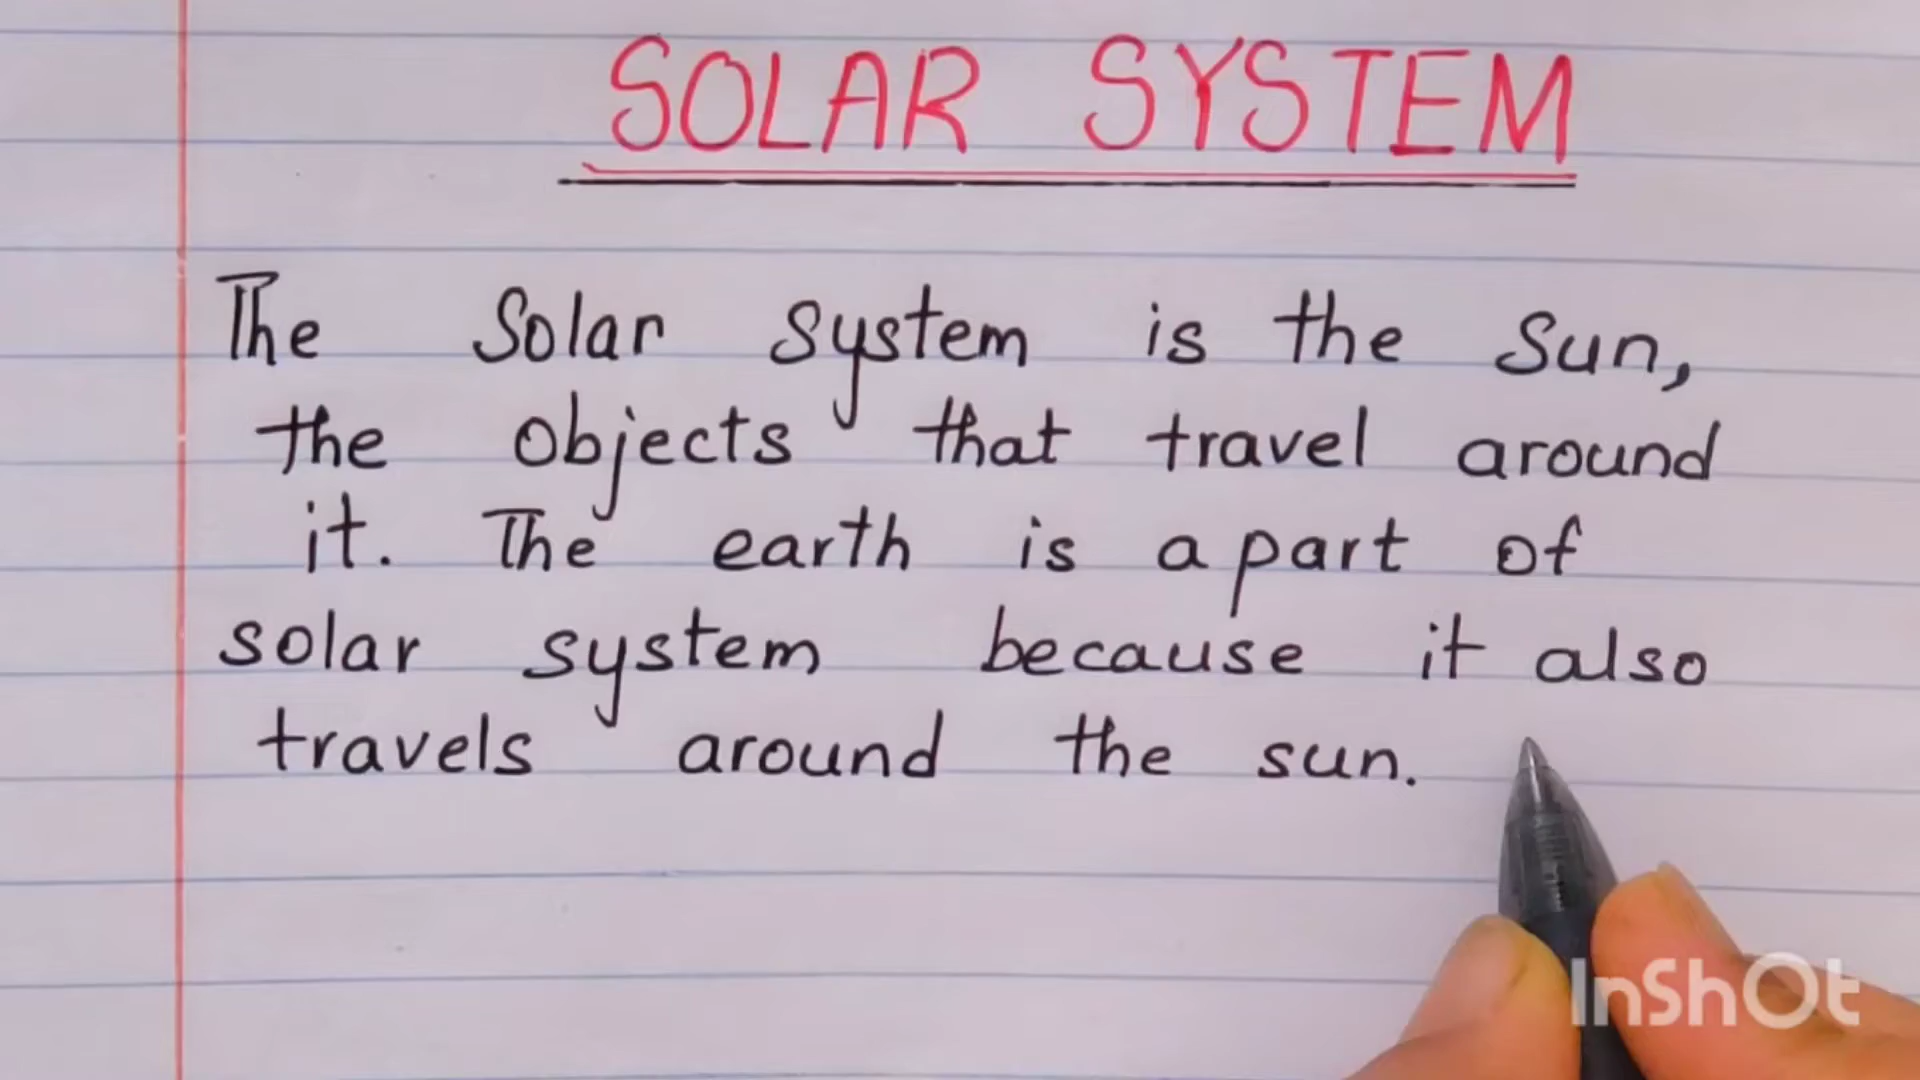 SOLAR SYSTEM
The Solar System is the Sun,
the objects that travel around
it. The earth is a part of
solar system because it also
travels around the sun.
InShOt